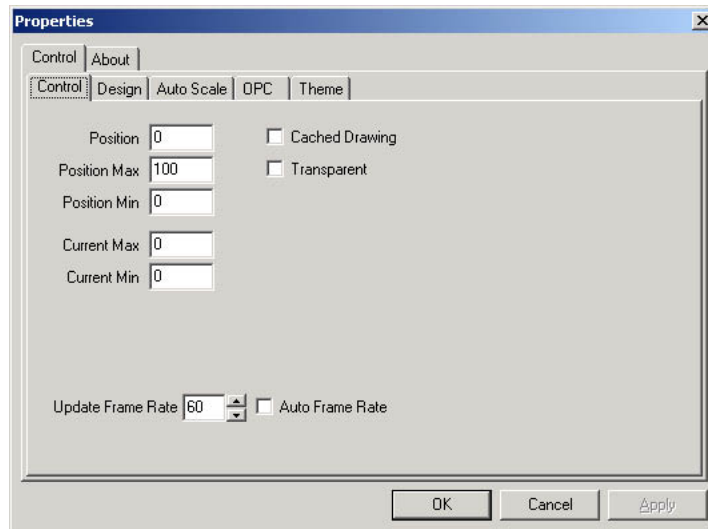 Properties
Control About
Control Design Auto Scale OPC Theme
Position 0 Cached Drawing
Position Max 100 Transparent
Position Min 0
Current Max 0
Current Min 0
Update Frame Rate 60 Auto Frame Rate
OK Cancel Apply